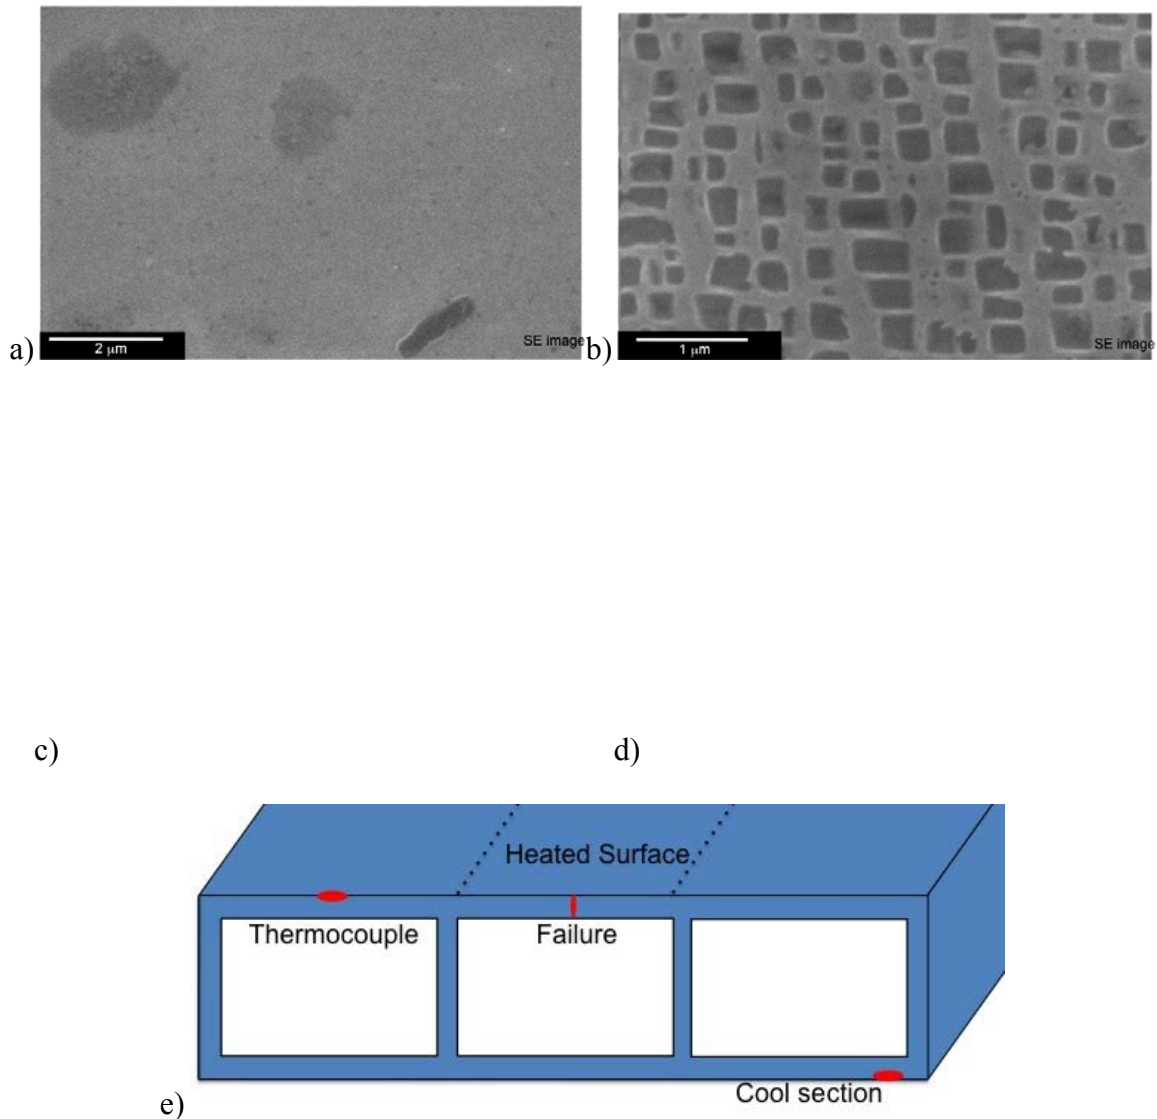 a)
2 μm
SE image
b)
1 μm
SE image
c)
d)
Heated Surface
Thermocouple
Failure
Cool section
e)